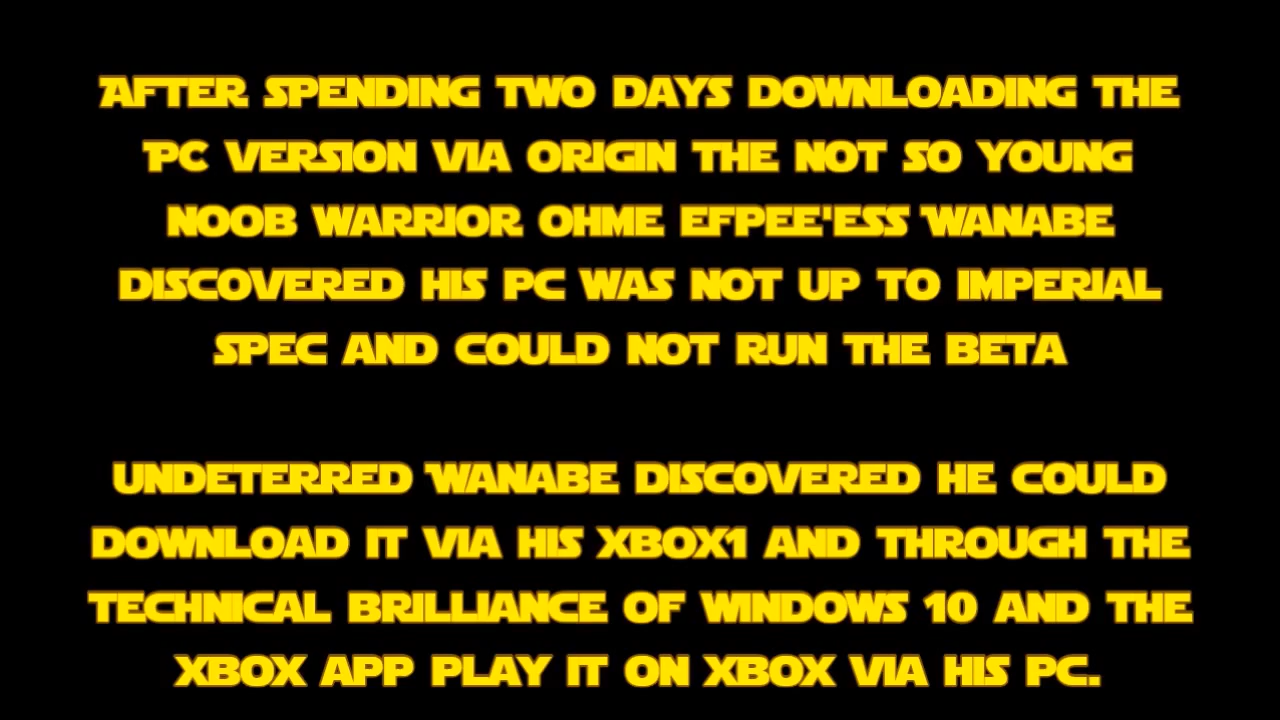 AFTER SPENDING TWO DAYS DOWNLOADING THE
PC VERSION VIA ORIGIN THE NOT SO YOUNG
NOOB WARRIOR OHME EFPEE'ESS WANABE
DISCOVERED HIS PC WAS NOT UP TO IMPERIAL
SPEC AND COULD NOT RUN THE BETA
UNDETERRED WANABE DISCOVERED HE COULD
DOWNLOAD IT VIA HIS XBOX1 AND THROUGH THE
TECHNICAL BRILLIANCE OF WINDOWS 10 AND THE
XBOX APP PLAY IT ON XBOX VIA HIS PC.